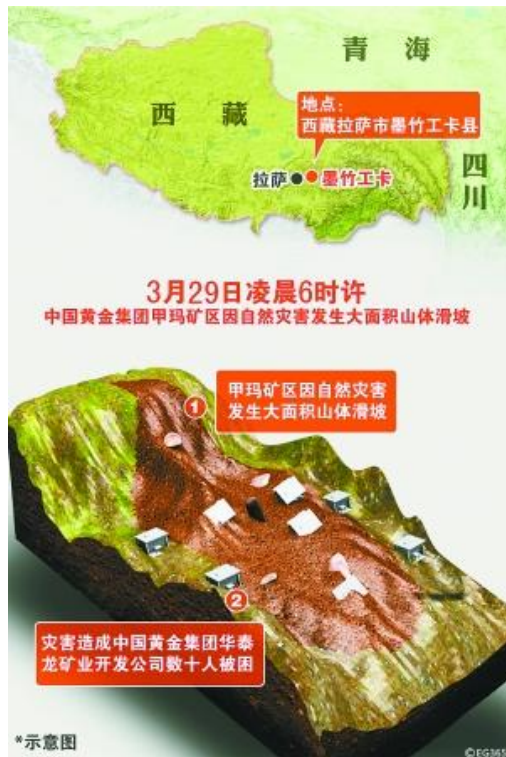 青海
西藏
地点：
西藏拉萨市墨竹工卡县
拉萨 墨竹工卡
四川
3月29日凌晨6时许
中国黄金集团甲玛矿区因自然灾害发生大面积山体滑坡
甲玛矿区因自然灾害
发生大面积山体滑坡
1
2
灾害造成中国黄金集团华泰
龙矿业开发公司数十人被困
*示意图
©EG365